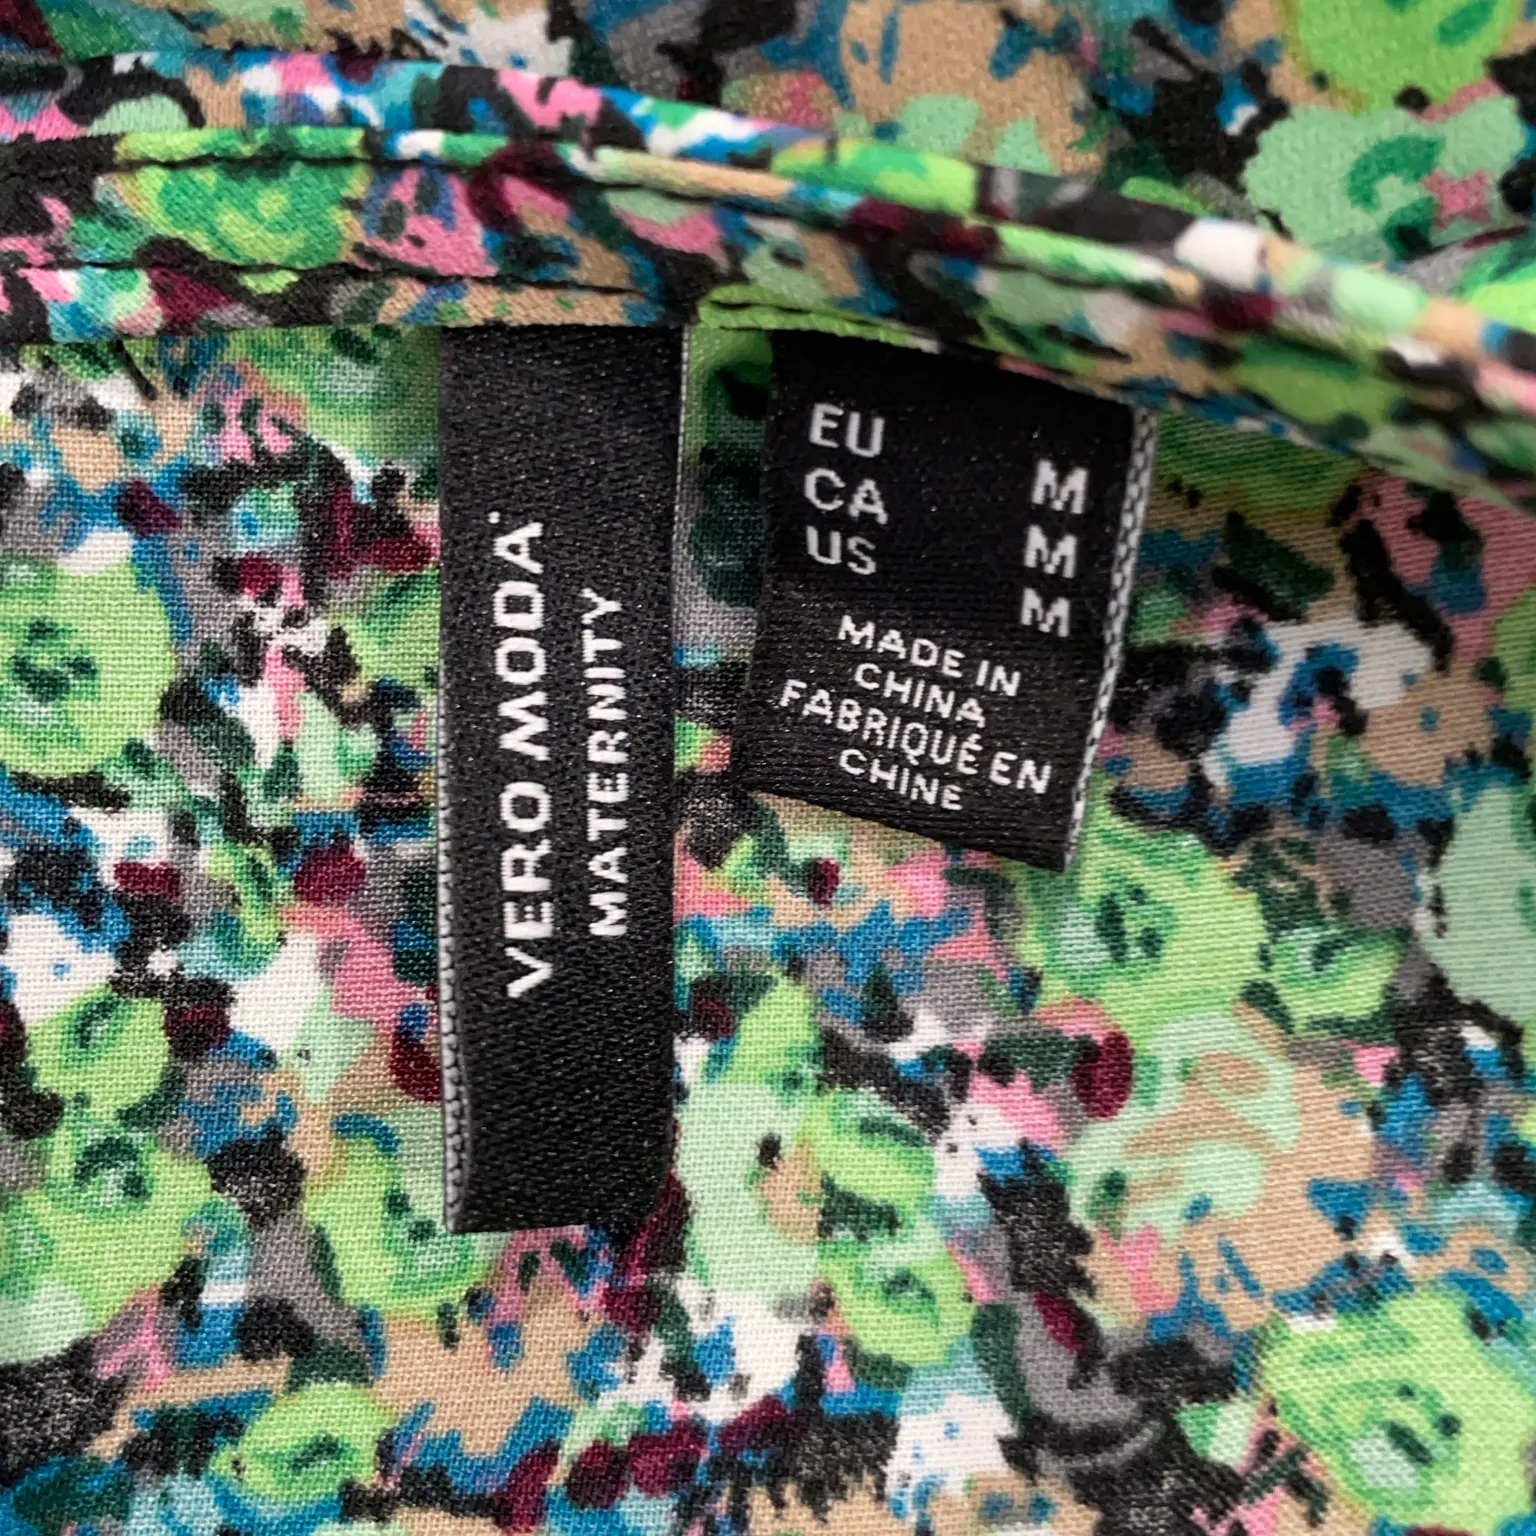 VERO MODA
MATERNITY
EU M
CA M
US M
MADE IN
CHINA
FABRIQUÉ EN
CHINE